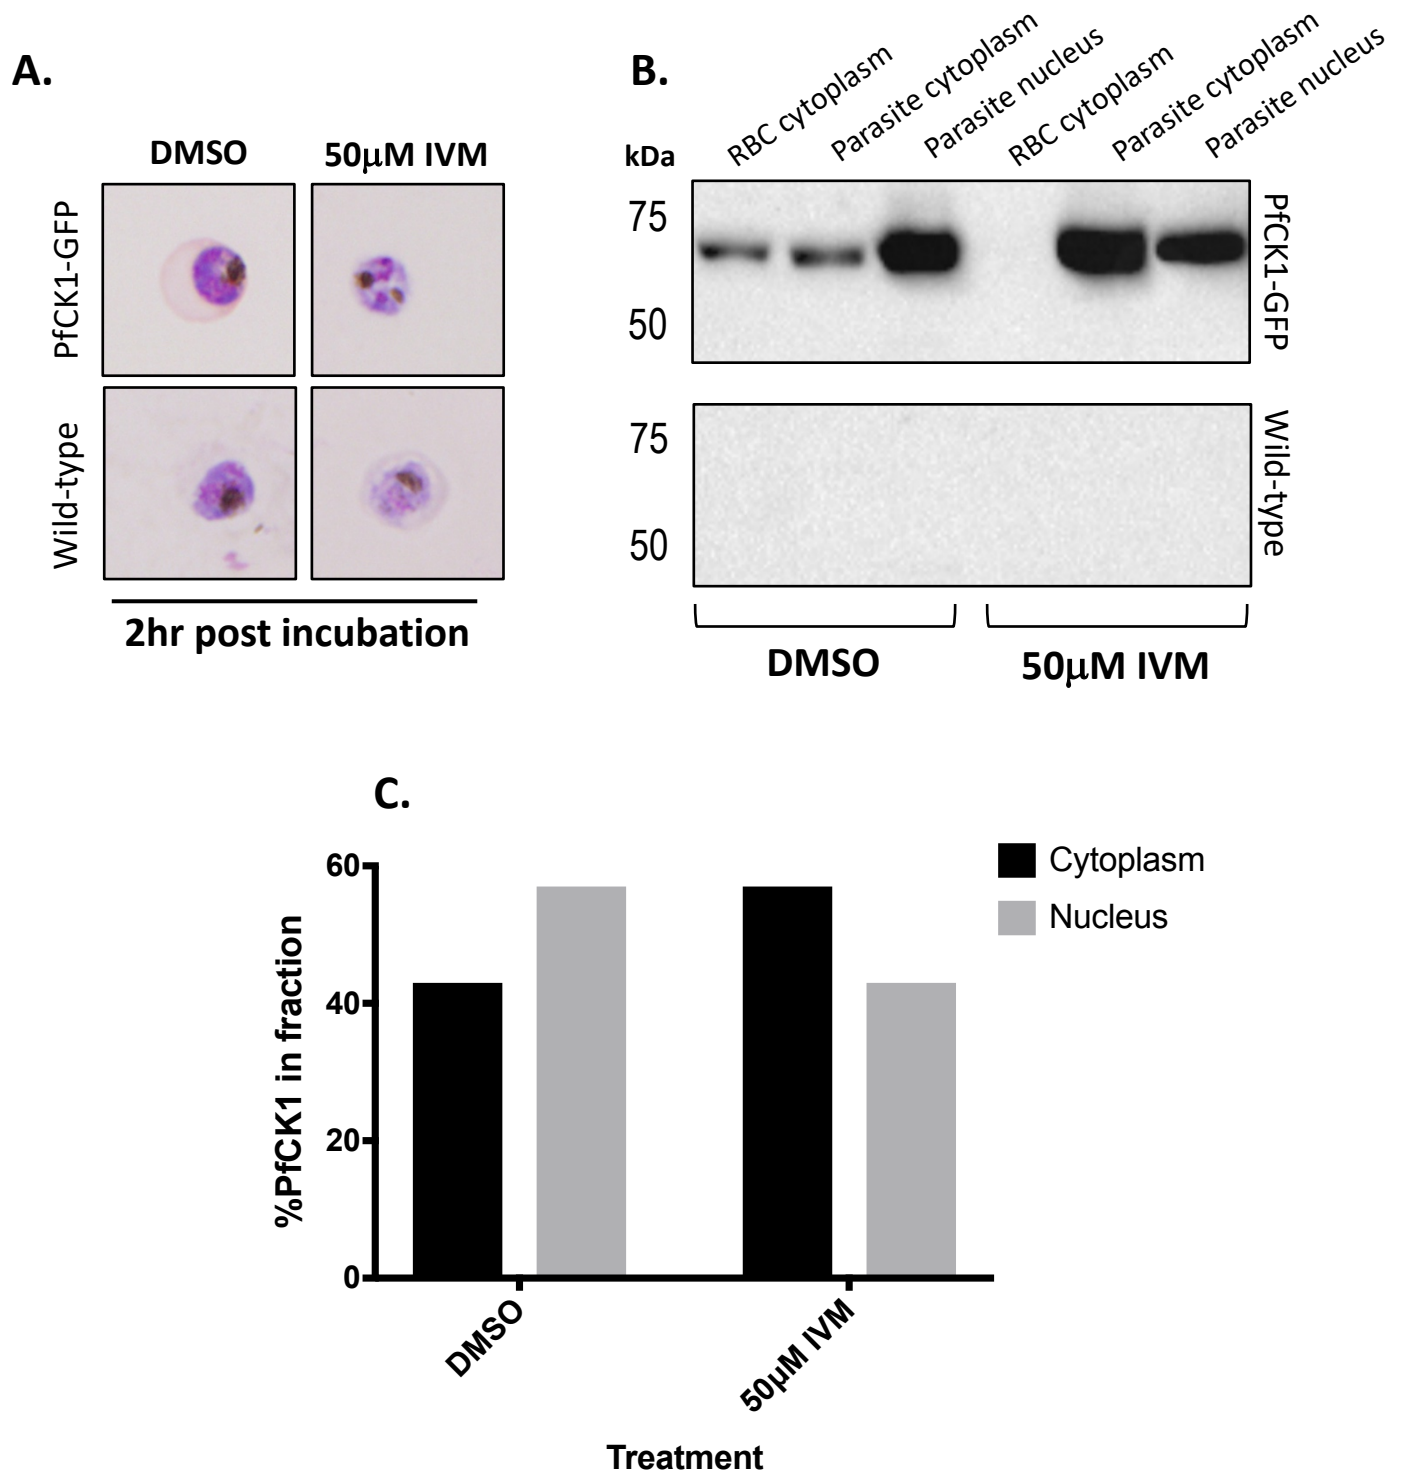 A.
DMSO
50μM IVM
PfCK1-GFP
Wild-type
2hr post incubation
B.
kDa
RBC cytoplasm
Parasite cytoplasm
Parasite nucleus
RBC cytoplasm
Parasite cytoplasm
Parasite nucleus
75
50
PfCK1-GFP
75
50
Wild-type
DMSO
50μM IVM
C.
%PfCK1 in fraction
60
40
20
0
DMSO
50μM IVM
Treatment
Cytoplasm
Nucleus